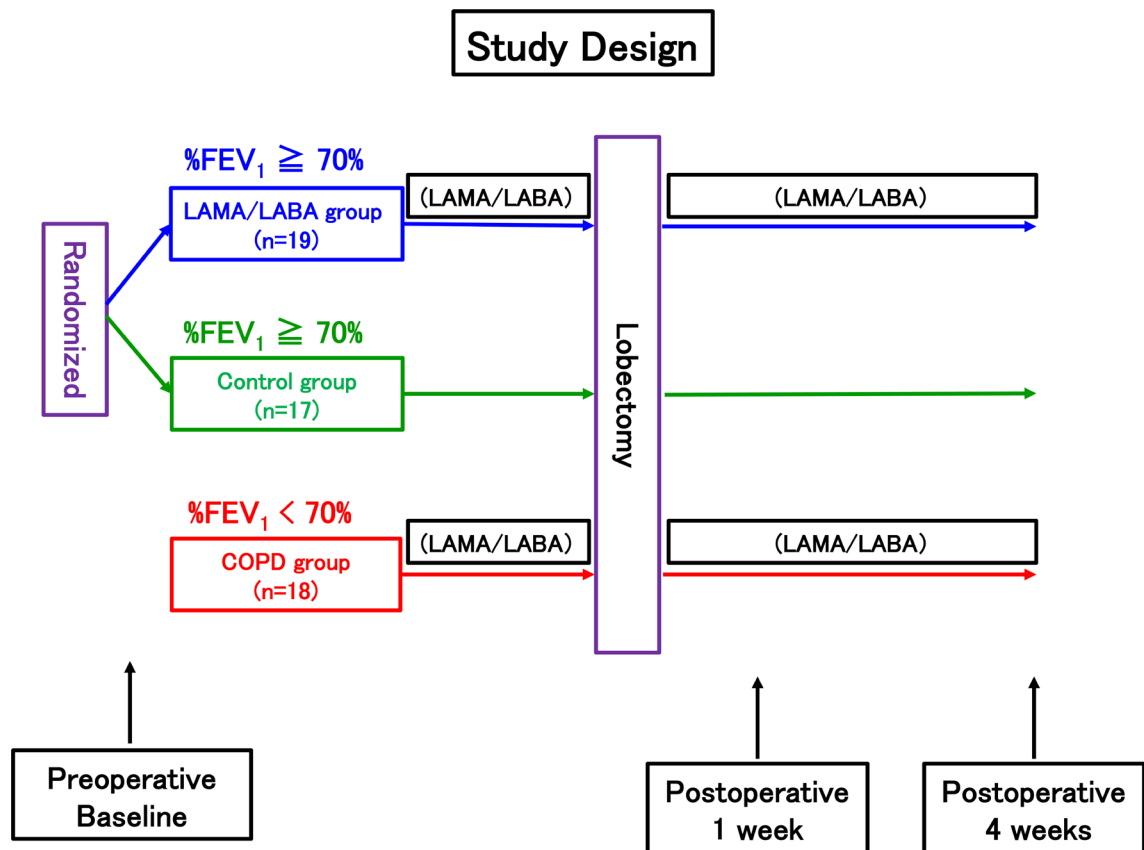 Study Design
%FEV₁ ≧ 70%
LAMA/LABA group
(n=19)
(LAMA/LABA)
(LAMA/LABA)
Randomized
%FEV₁ ≧ 70%
Control group
(n=17)
Lobectomy
%FEV₁ < 70%
COPD group
(n=18)
(LAMA/LABA)
(LAMA/LABA)
Preoperative
Baseline
Postoperative
1 week
Postoperative
4 weeks